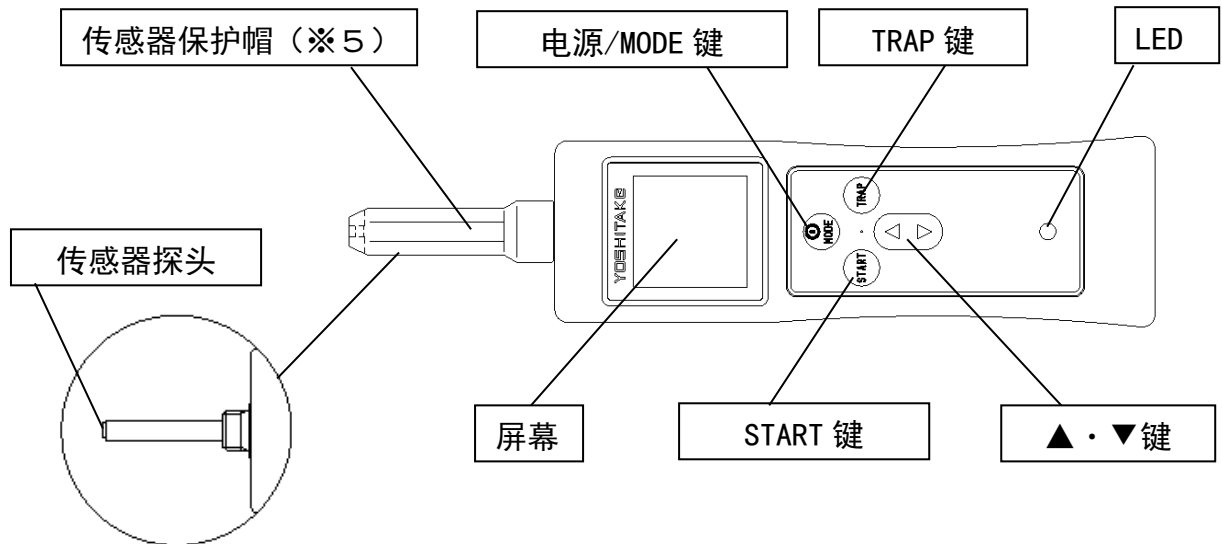 传感器保护帽（※５）
电源/MODE 键
TRAP 键
LED
YOSHITAKE
MODE
TRAP
START
传感器探头
屏幕
START 键
▲・▼键